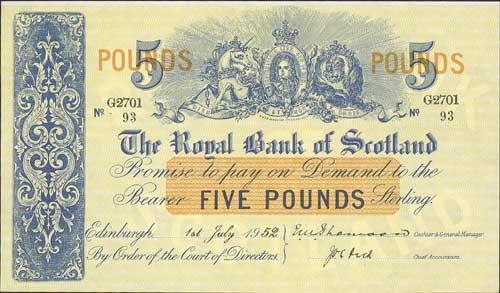 5 POUNDS POUNDS 5
No G2701 93 G2701 No 93
The Royal Bank of Scotland
Promise to pay on Demand to the
Bearer FIVE POUNDS Sterling.
Edinburgh 1st July 1952 Cashier & General Manager
By Order of the Court of Directors. Chief Accountant